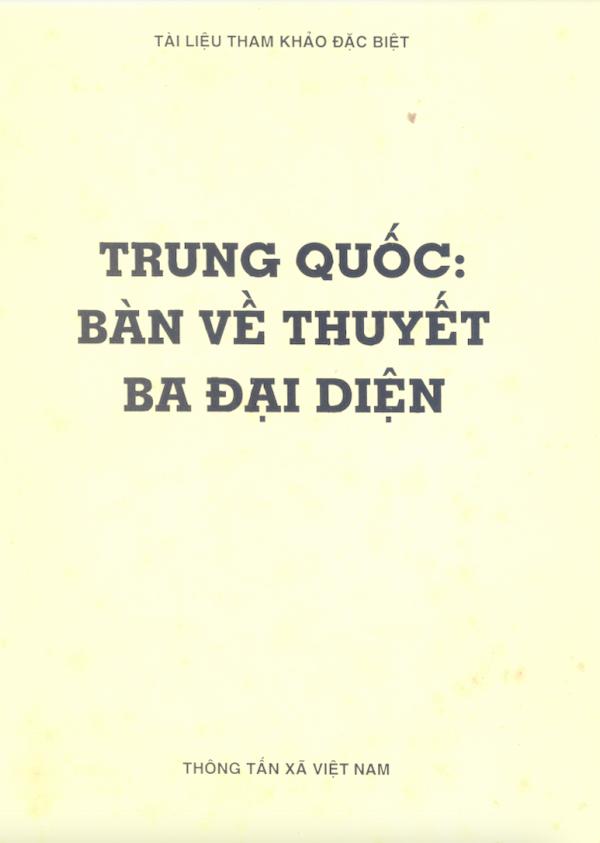 TÀI LIỆU THAM KHẢO ĐẶC BIỆT
TRUNG QUỐC:
BÀN VỀ THUYẾT
BA ĐẠI DIỆN
THÔNG TẤN XÃ VIỆT NAM